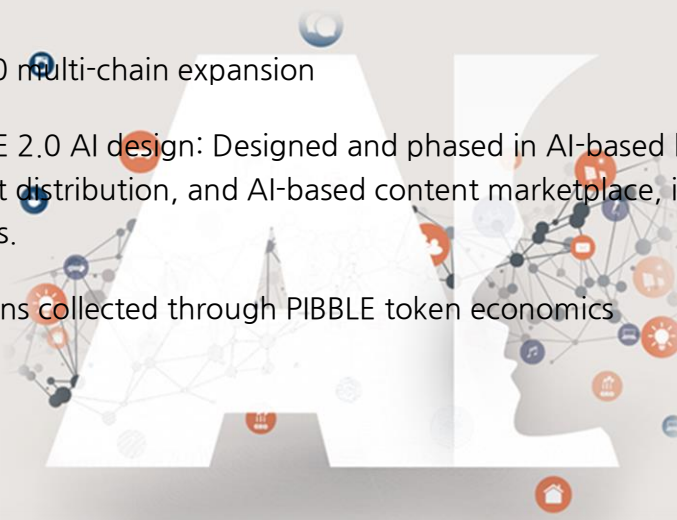 0 multi-chain expansion
E 2.0 AI design: Designed and phased in AI-based
t distribution, and AI-based content marketplace, i
s.
ns collected through PIBBLE token economics
AI